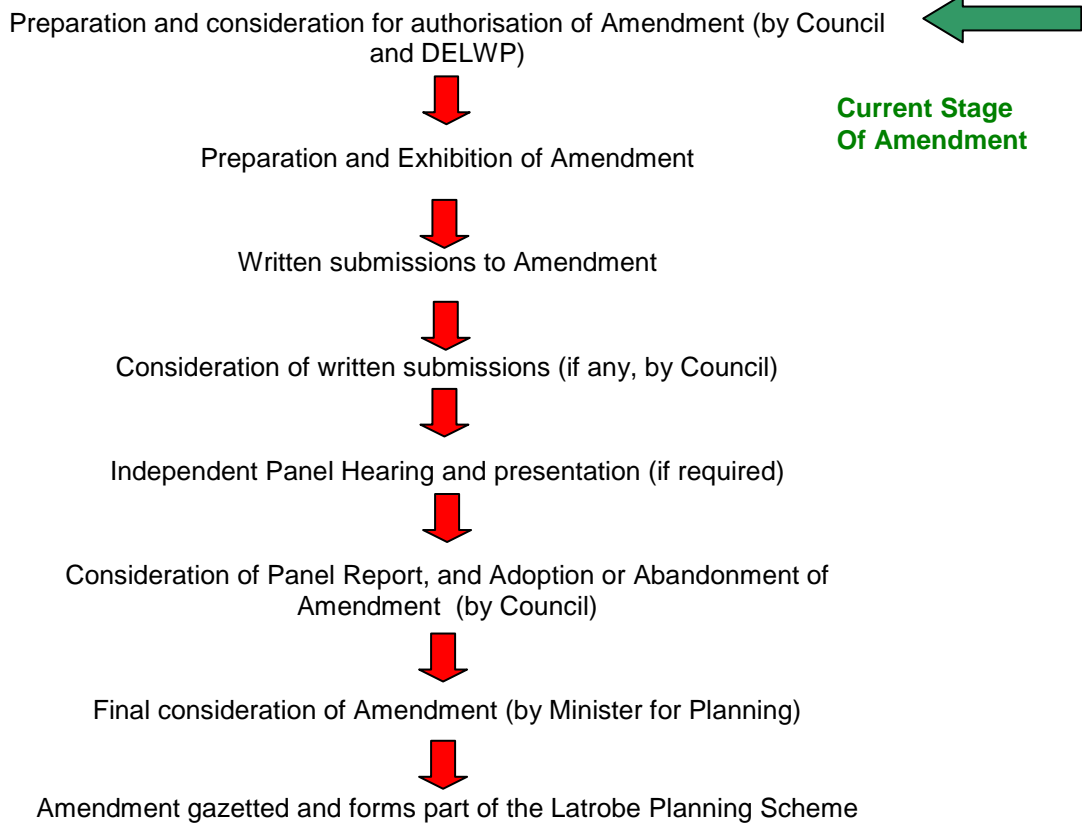 Preparation and consideration for authorisation of Amendment (by Council
and DELWP)
Current Stage
Of Amendment
Preparation and Exhibition of Amendment
Written submissions to Amendment
Consideration of written submissions (if any, by Council)
Independent Panel Hearing and presentation (if required)
Consideration of Panel Report, and Adoption or Abandonment of
Amendment (by Council)
Final consideration of Amendment (by Minister for Planning)
Amendment gazetted and forms part of the Latrobe Planning Scheme